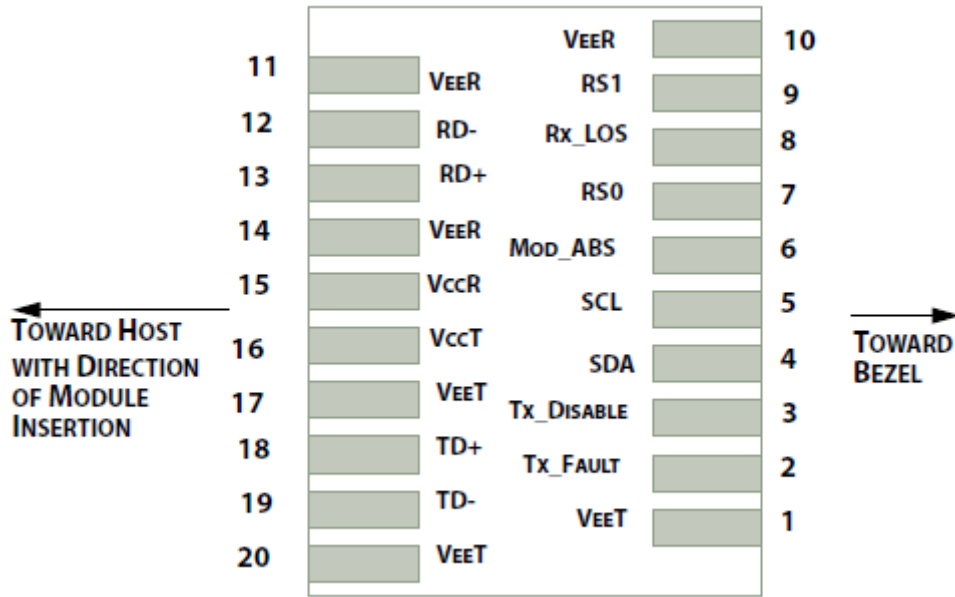 VEER 10
11 VEER
RS1 9
12 RD-
Rx_LOS 8
13 RD+
RS0 7
14 VEER
MOD_ABS 6
15 VccR
SCL 5
TOWARD HOST
WITH DIRECTION
OF MODULE
INSERTION
TOWARD
BEZEL
16 VccT
SDA 4
17 VEET
Tx_DISABLE 3
18 TD+
Tx_FAULT 2
19 TD-
VEET 1
20 VEET